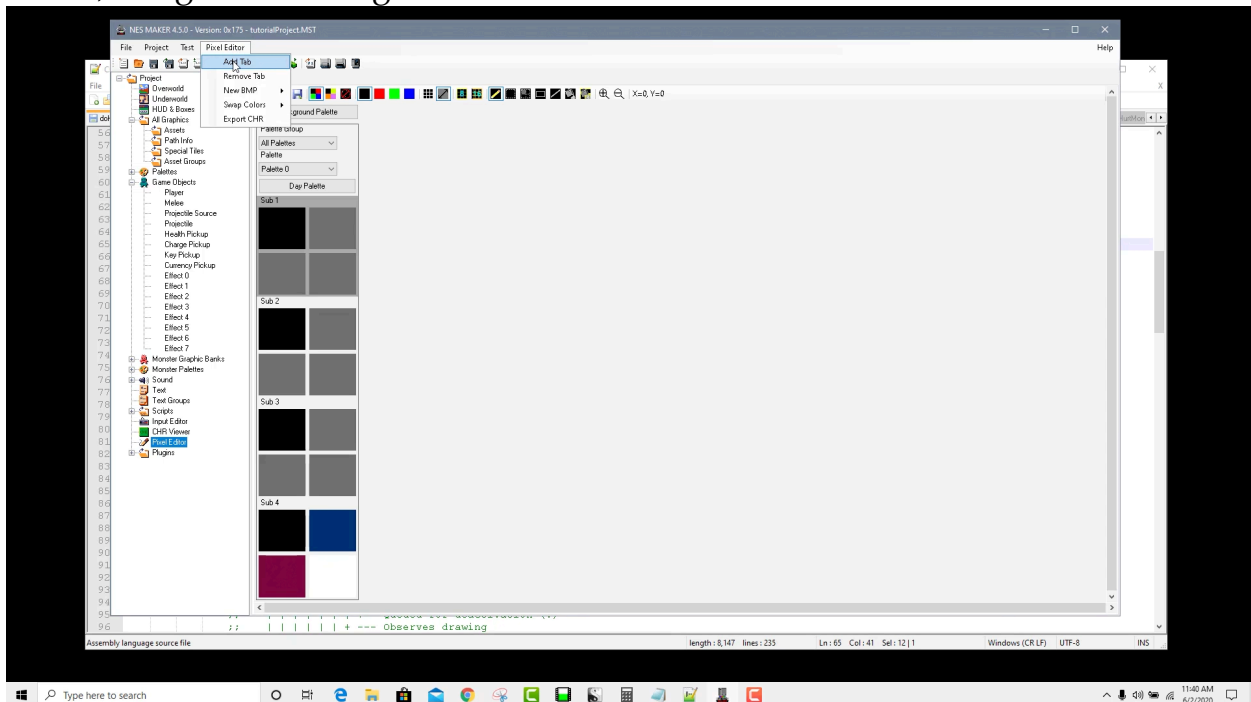 NES MAKER 4.5.0 - Version: 0x175 - tutorialProject.MST
File Project Test Pixel Editor Help
Add Tab
Remove Tab
New BMP
Swap Colors
Export CHR
X=0, Y=0
Project
Overworld
Underworld
HUD & Boxes
All Graphics
Assets
Path Info
Special Tiles
Asset Groups
Palettes
Game Objects
Player
Melee
Projectile Source
Projectile
Health Pickup
Charge Pickup
Key Pickup
Currency Pickup
Effect 0
Effect 1
Effect 2
Effect 3
Effect 4
Effect 5
Effect 6
Effect 7
Monster Graphic Banks
Monster Palettes
Sound
Text
Text Groups
Scripts
Input Editor
CHR Viewer
Pixel Editor
Plugins
ground Palette
Palette Group
All Palettes
Palette
Palette 0
Day Palette
Sub 1
Sub 2
Sub 3
Sub 4
File
56
57
58
59
60
61
62
63
64
65
66
67
68
69
70
71
72
73
74
75
76
77
78
79
80
81
82
83
84
85
86
87
88
89
90
91
92
93
94
95
96 ;; | | | | | | + --- Observes drawing
Assembly language source file length : 8,147 lines : 235 Ln : 65 Col : 41 Sel : 12 | 1 Windows (CR LF) UTF-8 INS
Type here to search
11:40 AM
6/2/2020